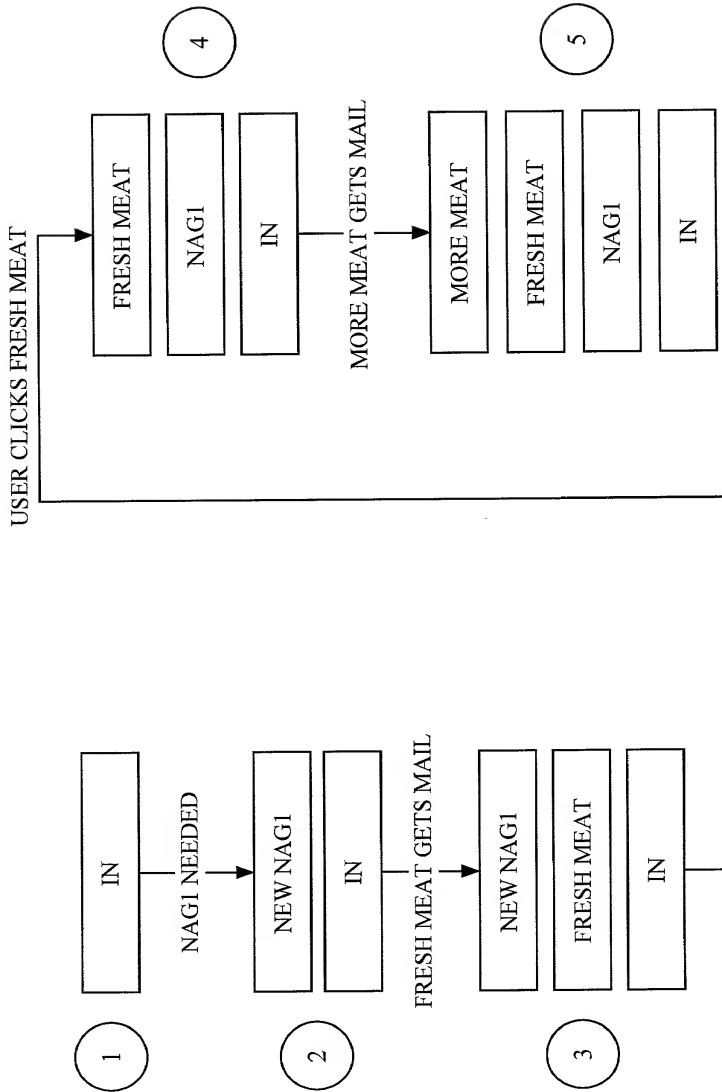 1
IN
NAG1 NEEDED
2
NEW NAG1
IN
FRESH MEAT GETS MAIL
3
NEW NAG1
FRESH MEAT
IN
USER CLICKS FRESH MEAT
4
FRESH MEAT
NAG1
IN
MORE MEAT GETS MAIL
5
MORE MEAT
FRESH MEAT
NAG1
IN